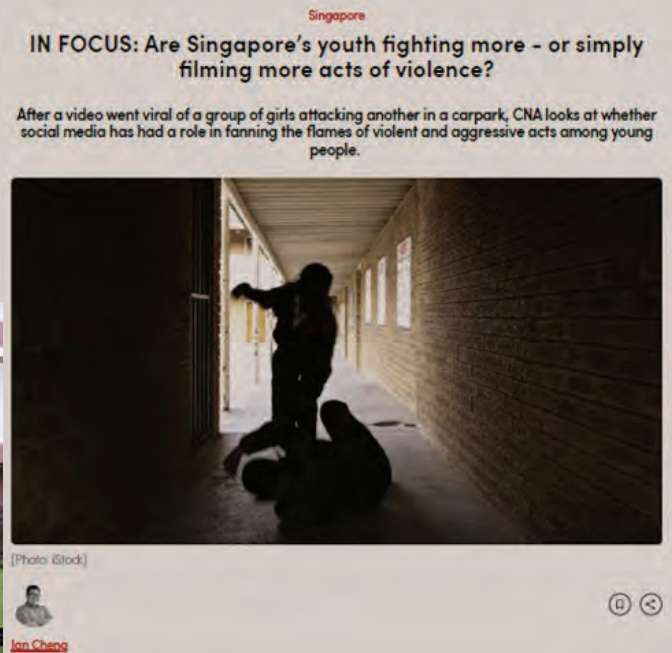 Singapore
IN FOCUS: Are Singapore's youth fighting more - or simply
filming more acts of violence?
After a video went viral of a group of girls attacking another in a carpark, CNA looks at whether
social media has had a role in fanning the flames of violent and aggressive acts among young
people.
(Photo: iStock)
Ian Cheng